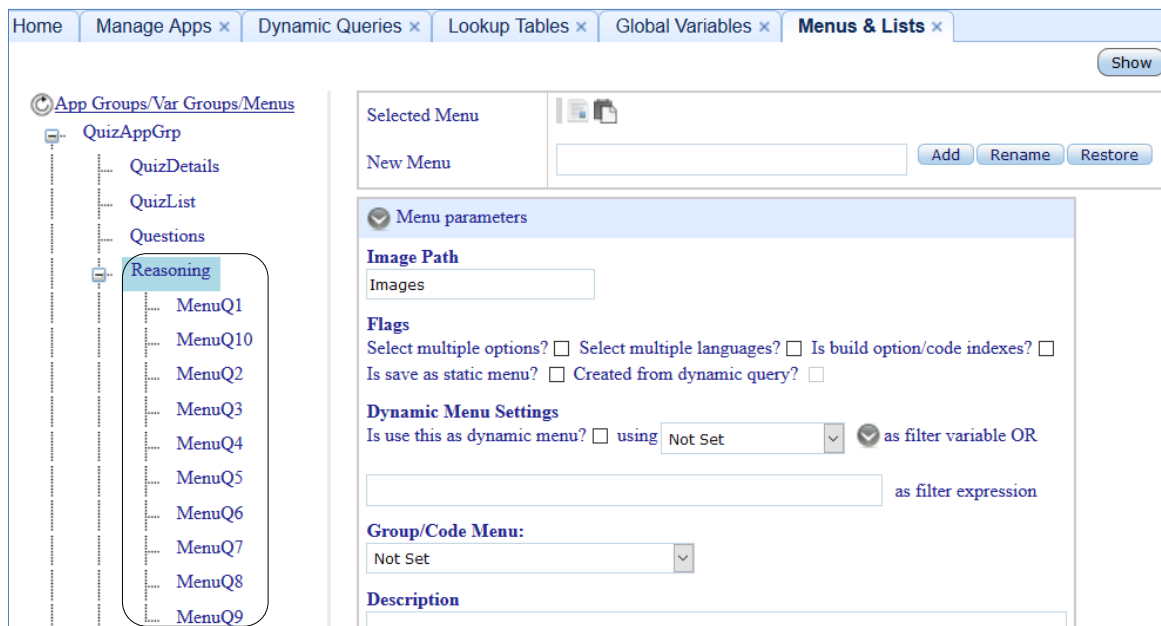 Home Manage Apps × Dynamic Queries × Lookup Tables × Global Variables × Menus & Lists ×
Show
App Groups/Var Groups/Menus
QuizAppGrp
QuizDetails
QuizList
Questions
Reasoning
MenuQ1
MenuQ10
MenuQ2
MenuQ3
MenuQ4
MenuQ5
MenuQ6
MenuQ7
MenuQ8
MenuQ9
Selected Menu
New Menu Add Rename Restore
Menu parameters
Image Path
Images
Flags
Select multiple options? Select multiple languages? Is build option/code indexes?
Is save as static menu? Created from dynamic query?
Dynamic Menu Settings
Is use this as dynamic menu? using Not Set as filter variable OR
as filter expression
Group/Code Menu:
Not Set
Description